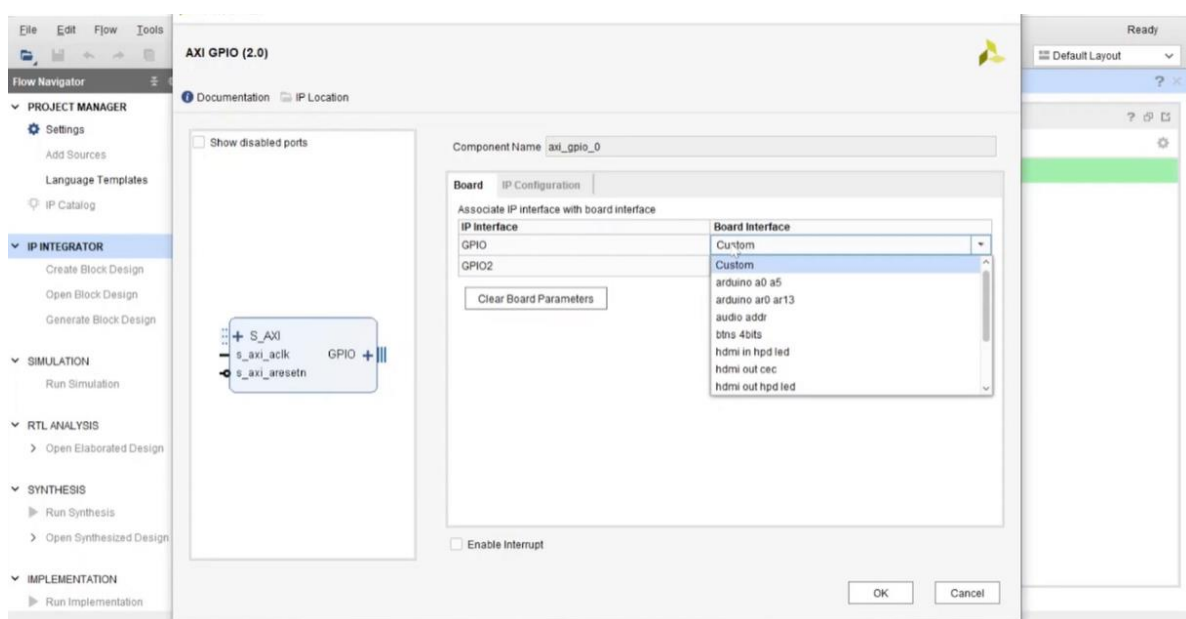 File Edit Flow Tools
Ready
Default Layout
Flow Navigator
?
PROJECT MANAGER
Settings
Add Sources
Language Templates
IP Catalog
IP INTEGRATOR
Create Block Design
Open Block Design
Generate Block Design
SIMULATION
Run Simulation
RTL ANALYSIS
Open Elaborated Design
SYNTHESIS
Run Synthesis
Open Synthesized Design
IMPLEMENTATION
Run Implementation
AXI GPIO (2.0)
Documentation IP Location
Show disabled ports
S_AXI
s_axi_aclk GPIO
s_axi_aresetn
Component Name axi_gpio_0
Board IP Configuration
Associate IP interface with board interface
IP Interface Board Interface
GPIO Custom
GPIO2
Custom
arduino a0 a5
arduino ar0 ar13
audio addr
btns 4bits
hdmi in hpd led
hdmi out cec
hdmi out hpd led
Clear Board Parameters
Enable Interrupt
OK Cancel
?